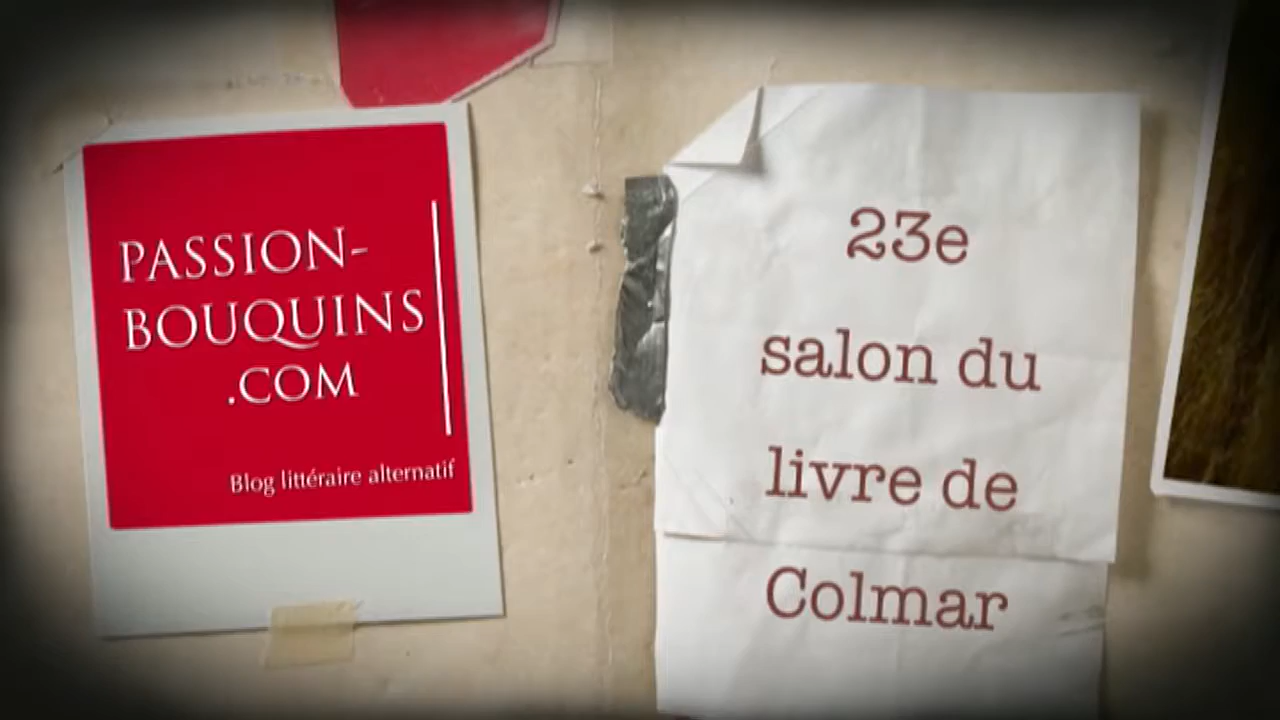 PASSION-
BOUQUINS
.COM
Blog littéraire alternatif
23e
salon du
livre de
Colmar